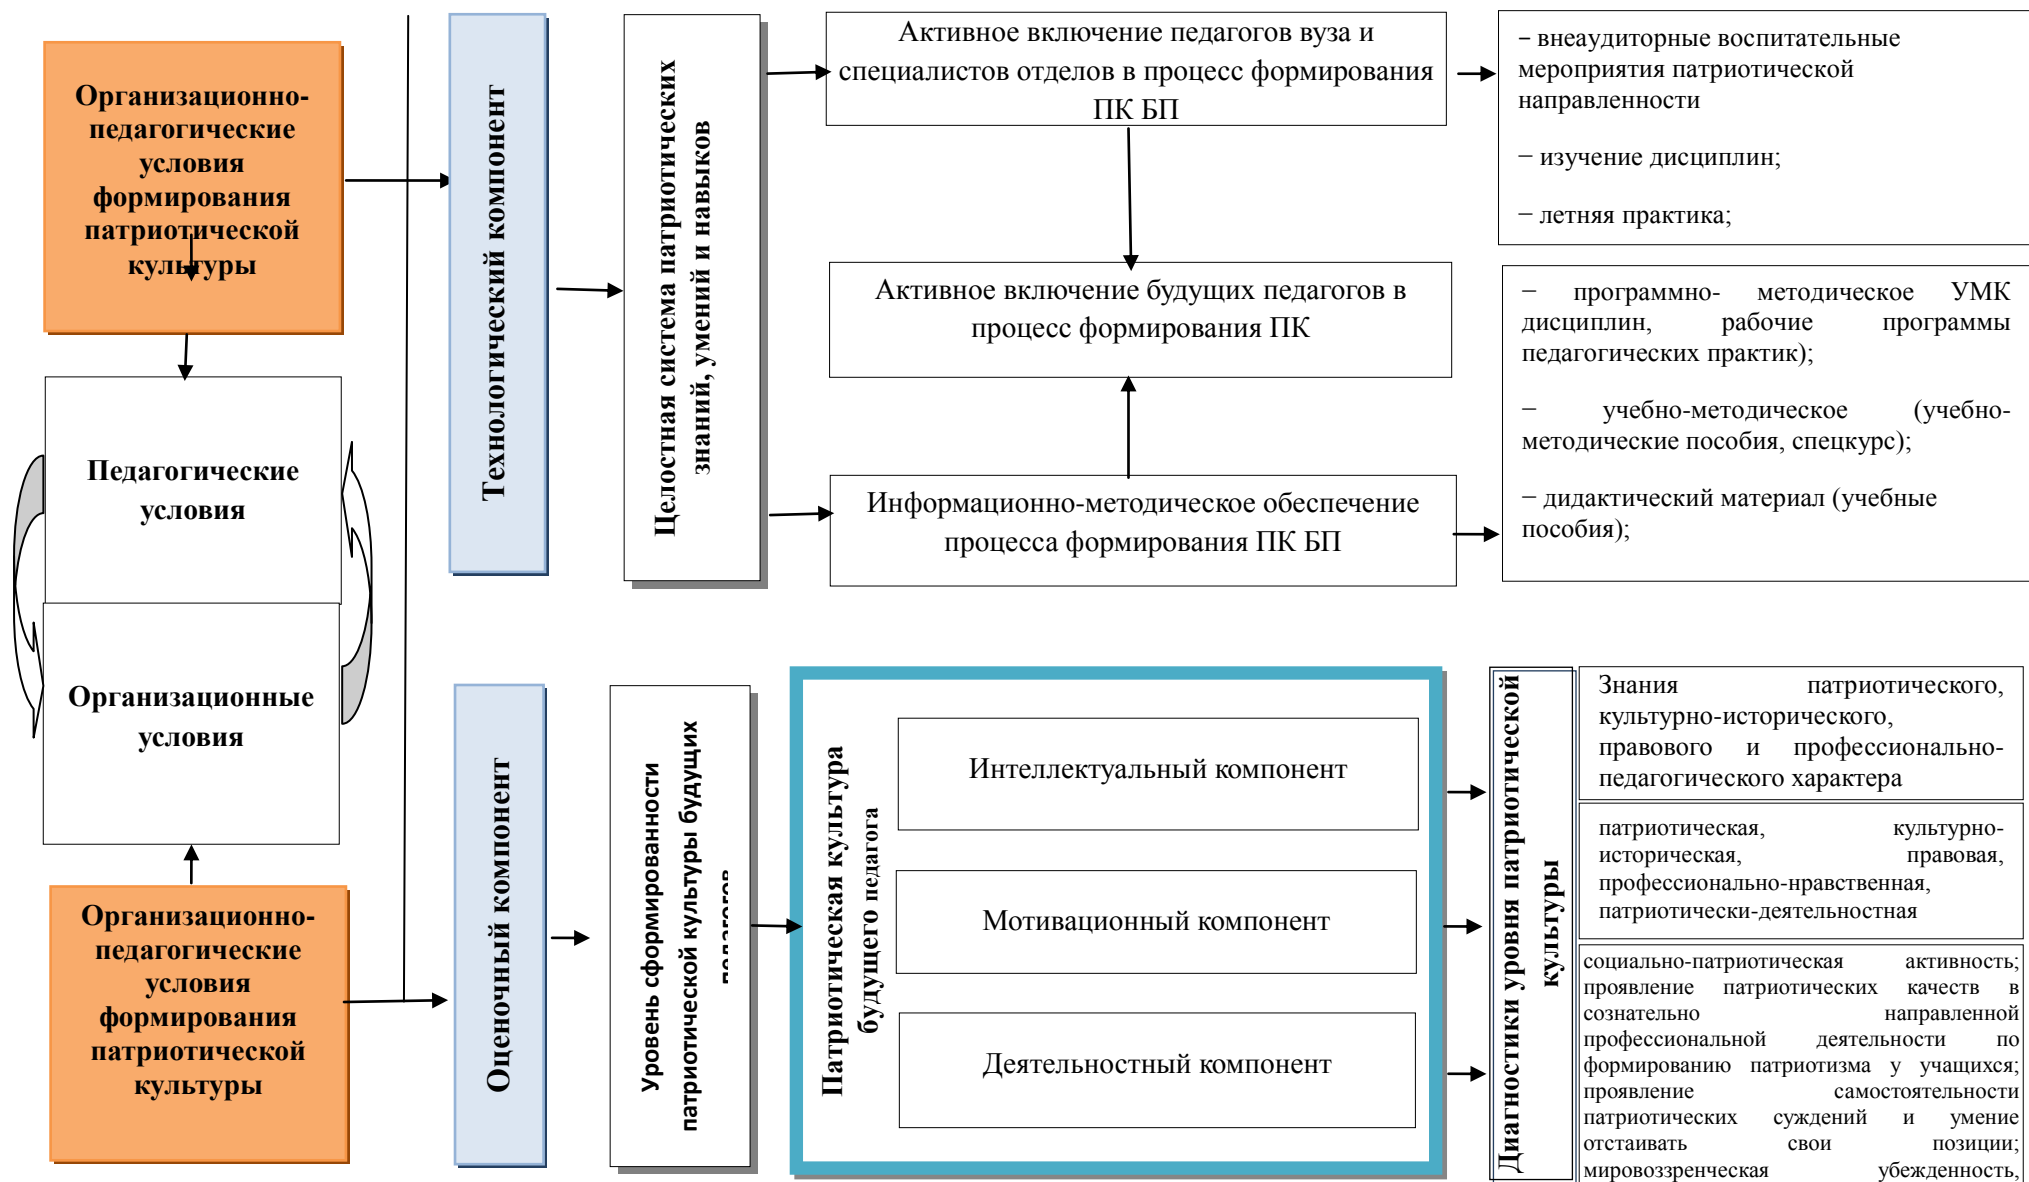 Организационно-
педагогические
условия
формирования
патриотической
культуры
Педагогические
условия
Организационные
условия
Организационно-
педагогические
условия
формирования
патриотической
культуры
Технологический компонент
Целостная система патриотических
знаний, умений и навыков
Активное включение педагогов вуза и
специалистов отделов в процесс формирования
ПК БП
Активное включение будущих педагогов в
процесс формирования ПК
Информационно-методическое обеспечение
процесса формирования ПК БП
− внеаудиторные воспитательные
мероприятия патриотической
направленности
− изучение дисциплин;
− летняя практика;
− программно- методическое УМК
дисциплин, рабочие программы
педагогических практик);
− учебно-методическое (учебно-
методические пособия, спецкурс);
− дидактический материал (учебные
пособия);
Оценочный компонент
Уровень сформированности
патриотической культуры будущих
педагогов
Патриотическая культура
будущего педагога
Интеллектуальный компонент
Мотивационный компонент
Деятельностный компонент
Диагностики уровня патриотической
культуры
Знания патриотического,
культурно-исторического,
правового и профессионально-
педагогического характера
патриотическая, культурно-
историческая, правовая,
профессионально-нравственная,
патриотически-деятельностная
социально-патриотическая активность;
проявление патриотических качеств в
сознательно направленной
профессиональной деятельности по
формированию патриотизма у учащихся;
проявление самостоятельности
патриотических суждений и умение
отстаивать свои позиции;
мировоззренческая убежденность,